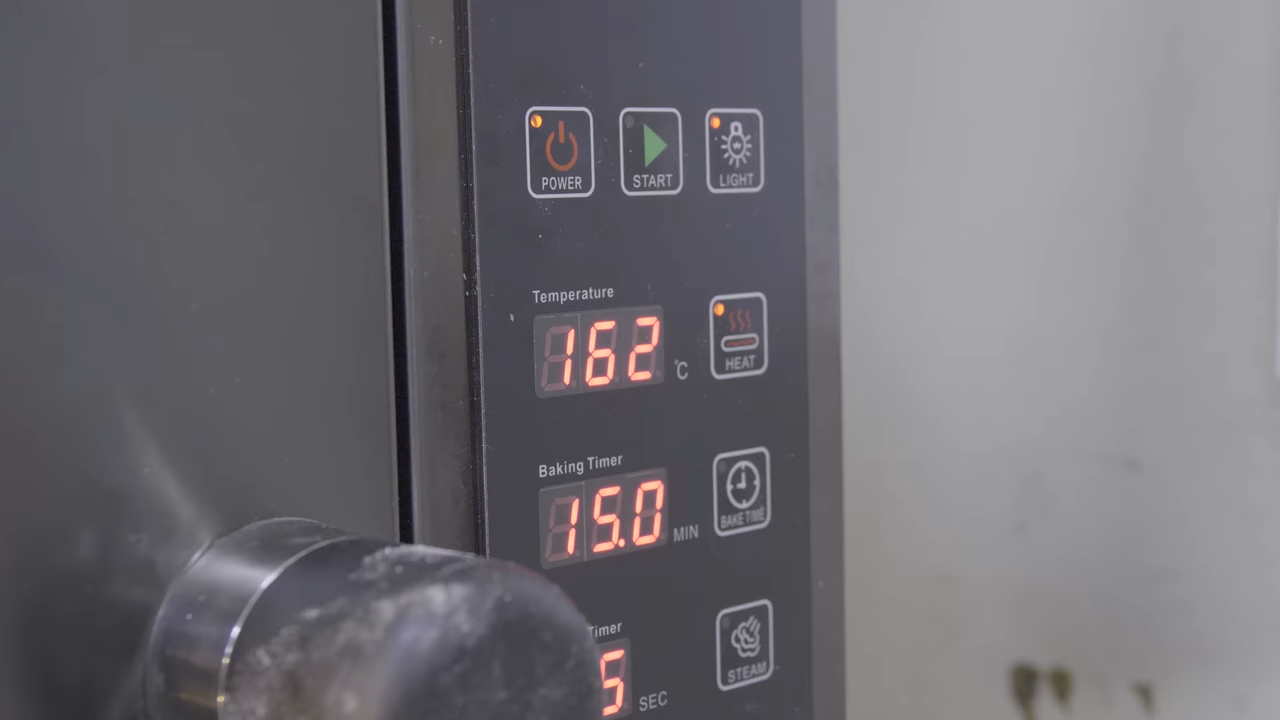 POWER START LIGHT
Temperature
162 °C
HEAT
Baking Timer
15.0 MIN
BAKE TIME
Timer
5 SEC
STEAM